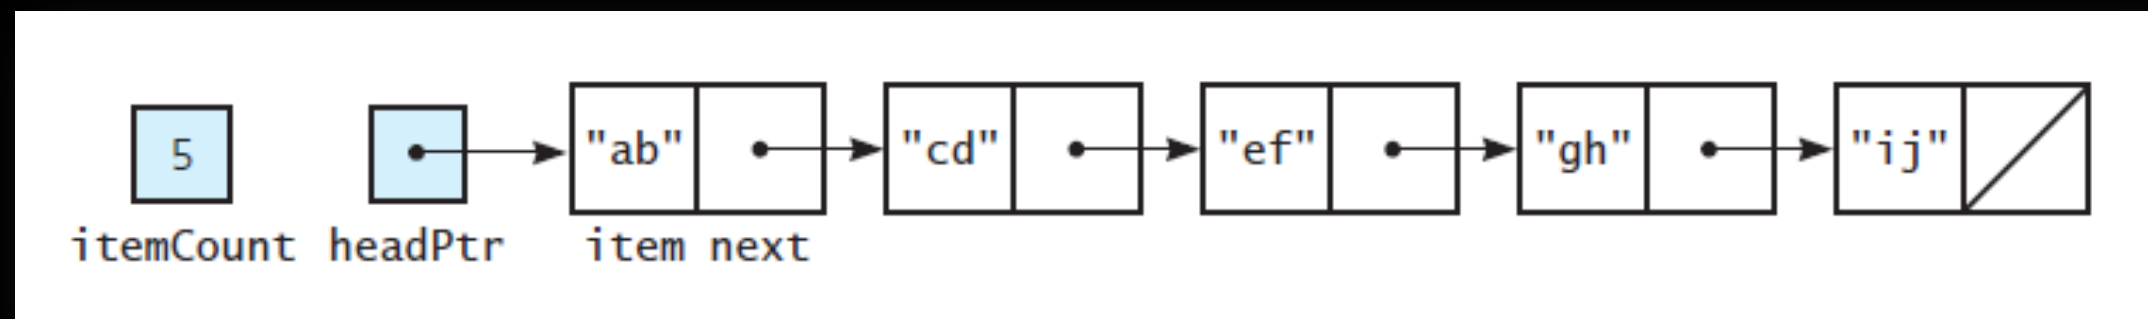 5 "ab" "cd" "ef" "gh" "ij"
itemCount headPtr item next